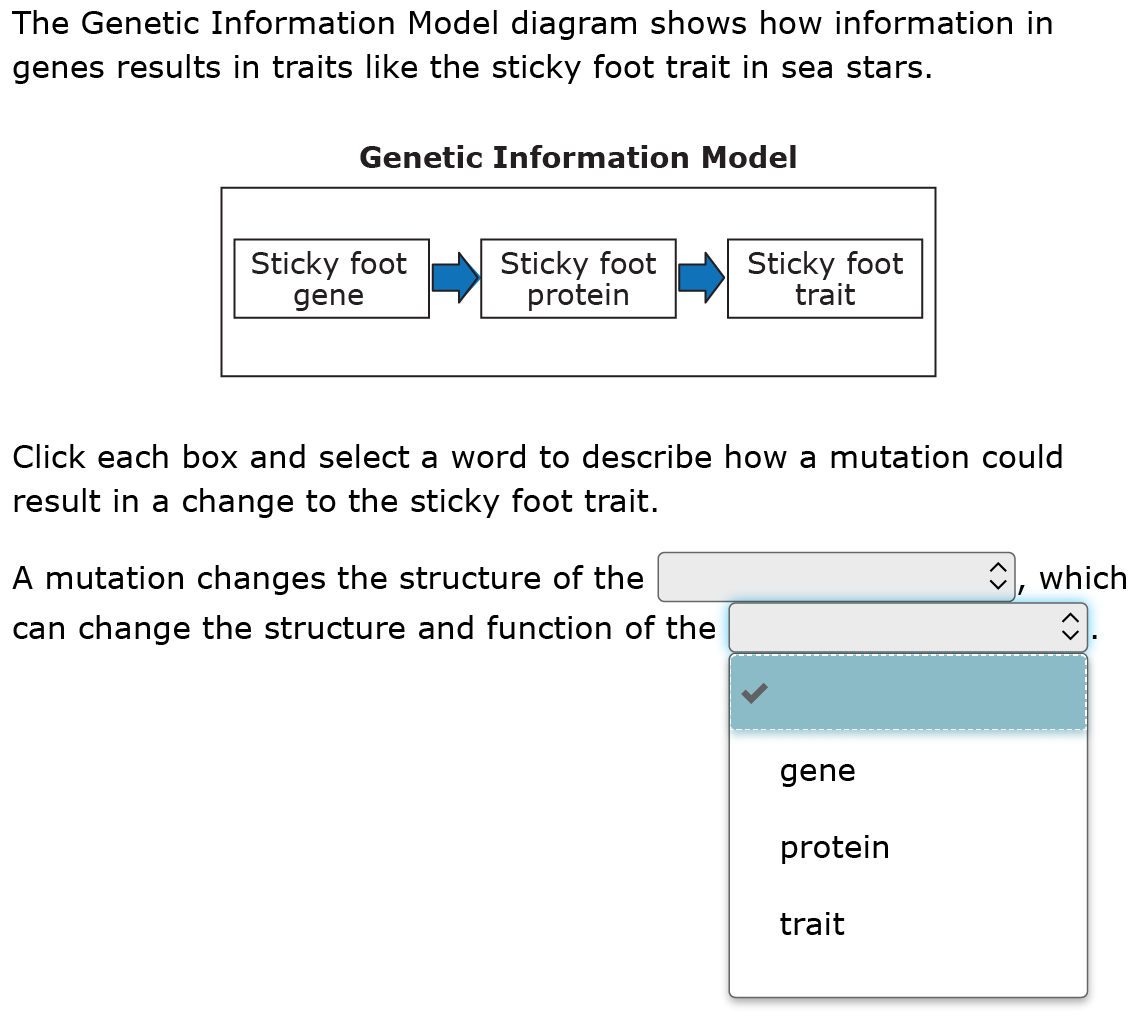 The Genetic Information Model diagram shows how information in
genes results in traits like the sticky foot trait in sea stars.
Genetic Information Model
Sticky foot
gene
Sticky foot
protein
Sticky foot
trait
Click each box and select a word to describe how a mutation could
result in a change to the sticky foot trait.
A mutation changes the structure of the , which
can change the structure and function of the .
gene
protein
trait